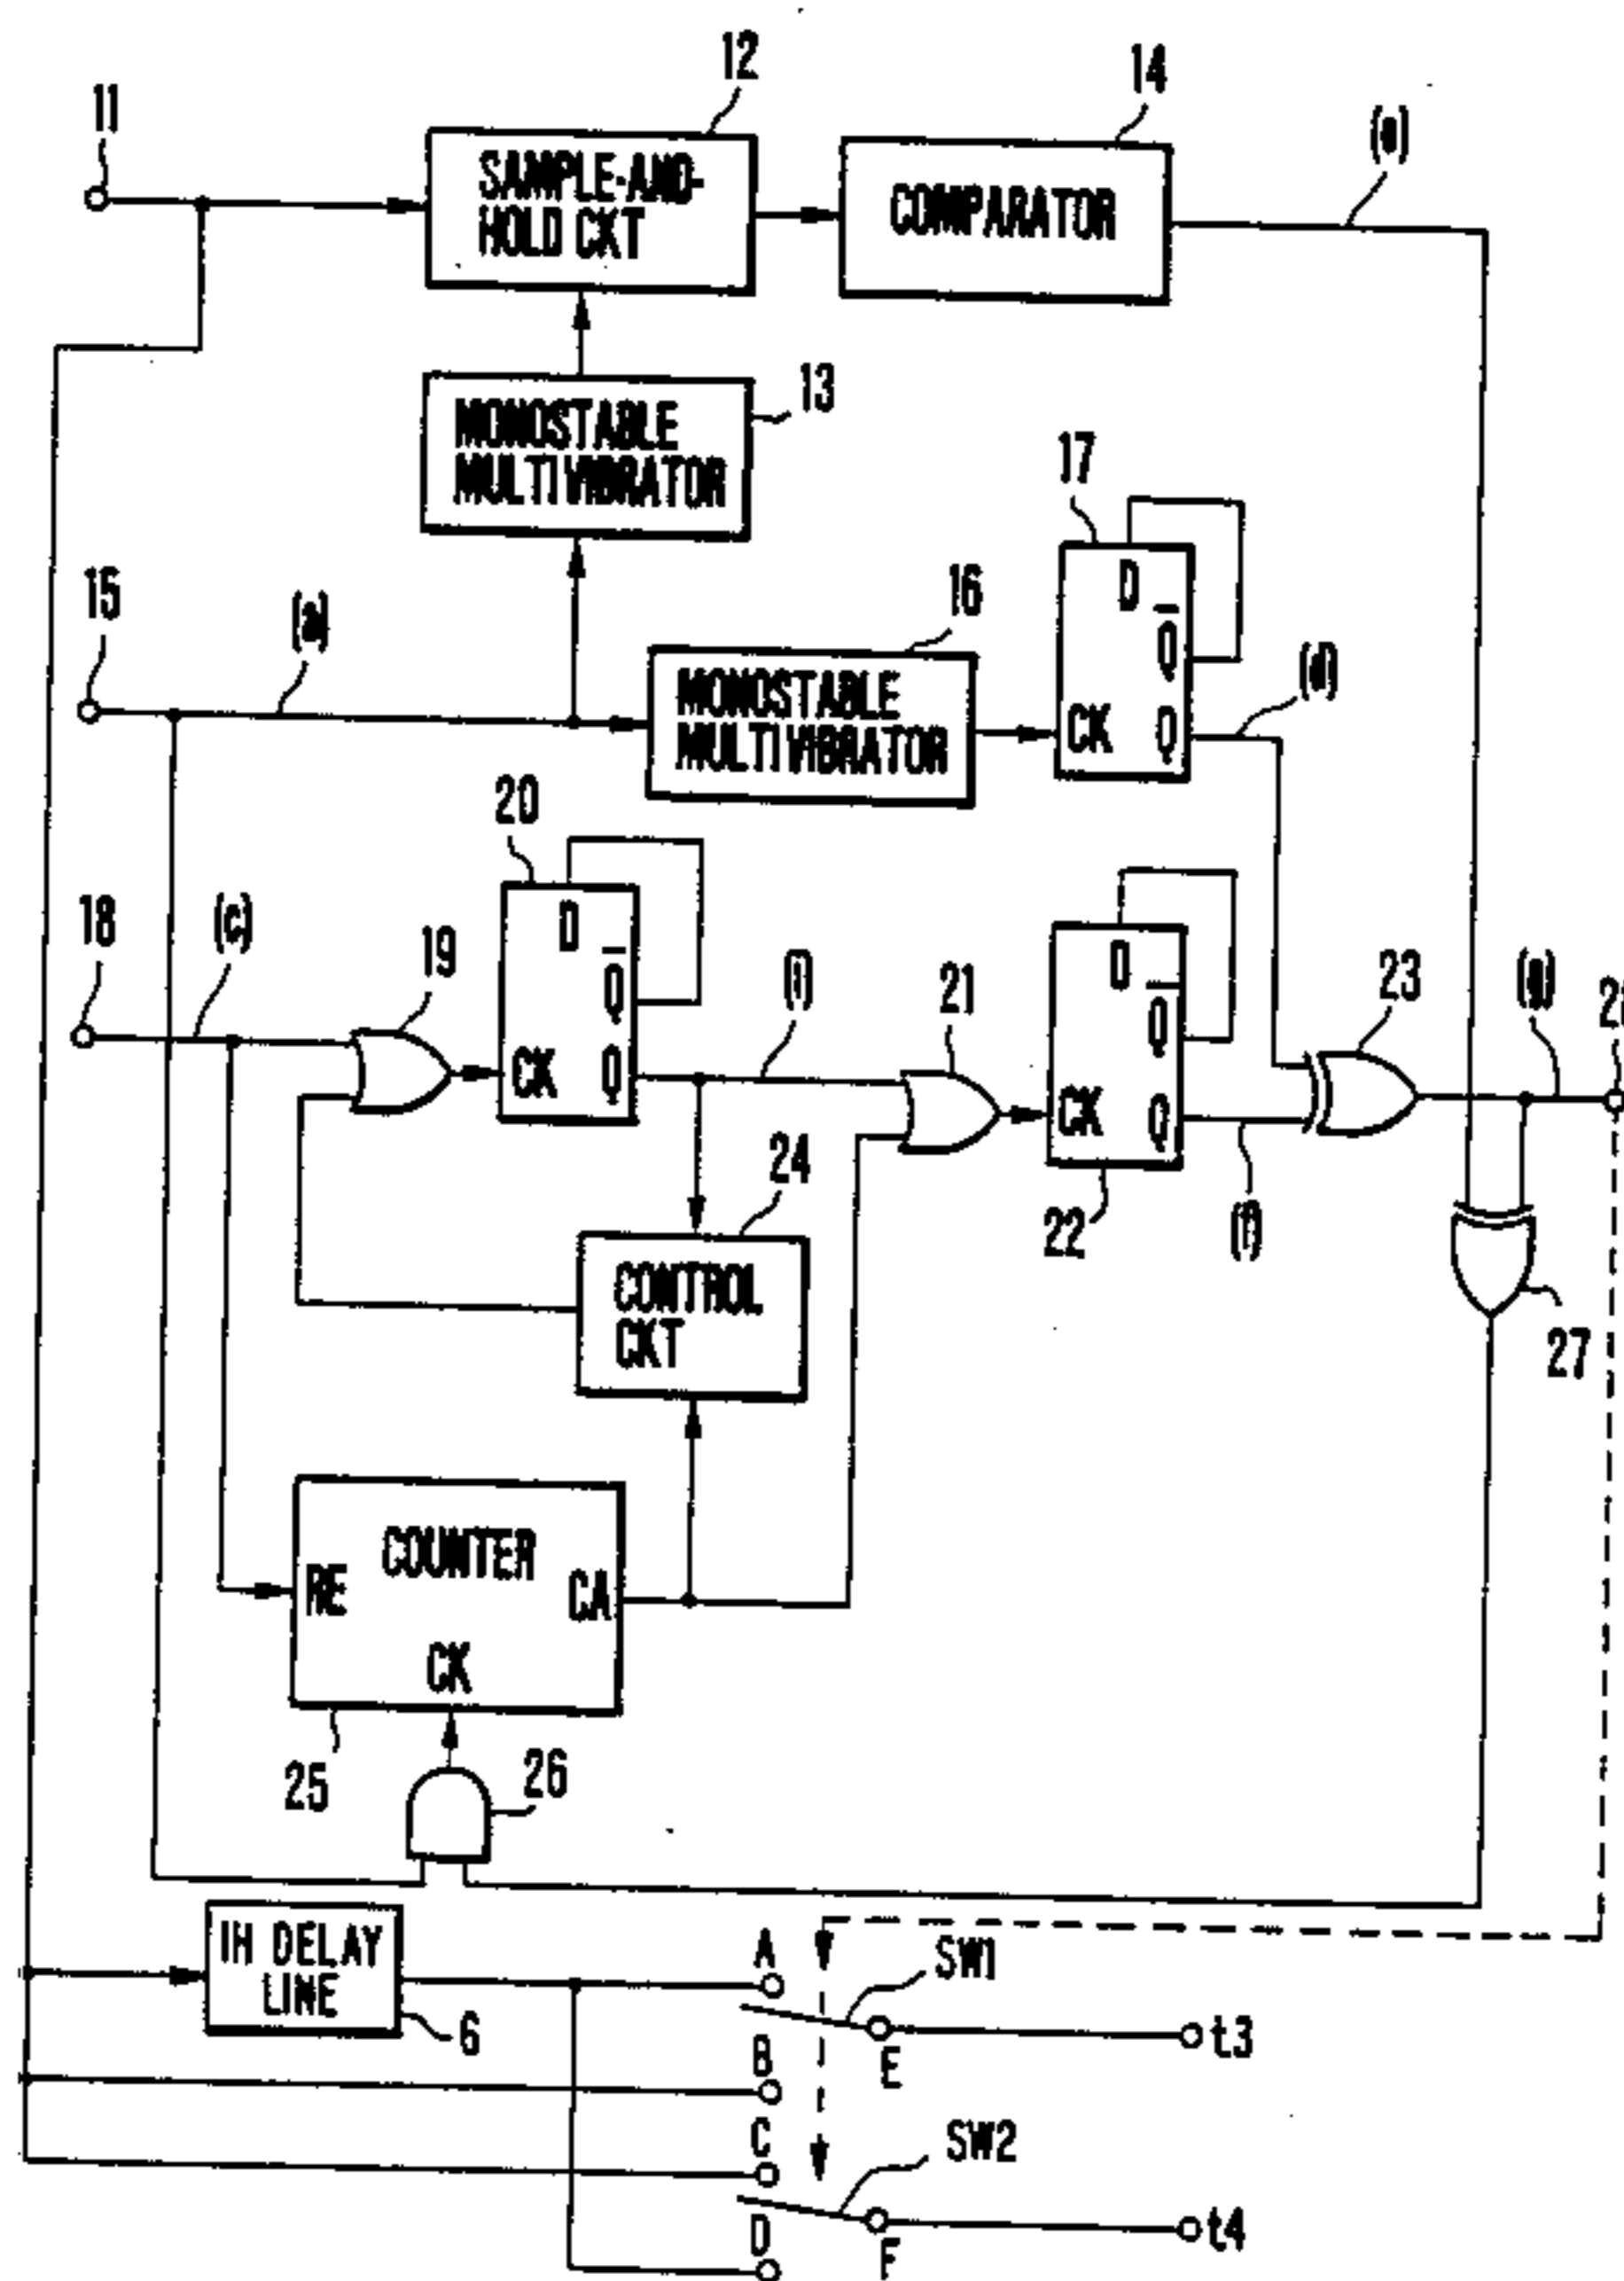 11
12
14
(e)
SAMPLE-AND-
HOLD CKT
COMPARATOR
13
MONOSTABLE
MULTIVIBRATOR
17
15
(a)
16
D
Q
CK
Q
(d)
MONOSTABLE
MULTIVIBRATOR
20
18
(c)
19
D
Q
CK
Q
21
D
Q
CK
Q
22
23
(g)
24
CONTROL
CKT
27
COUNTER
RE
CA
CK
25
26
1H DELAY
LINE
6
A
SW1
B
E
t3
C
SW2
D
F
t4